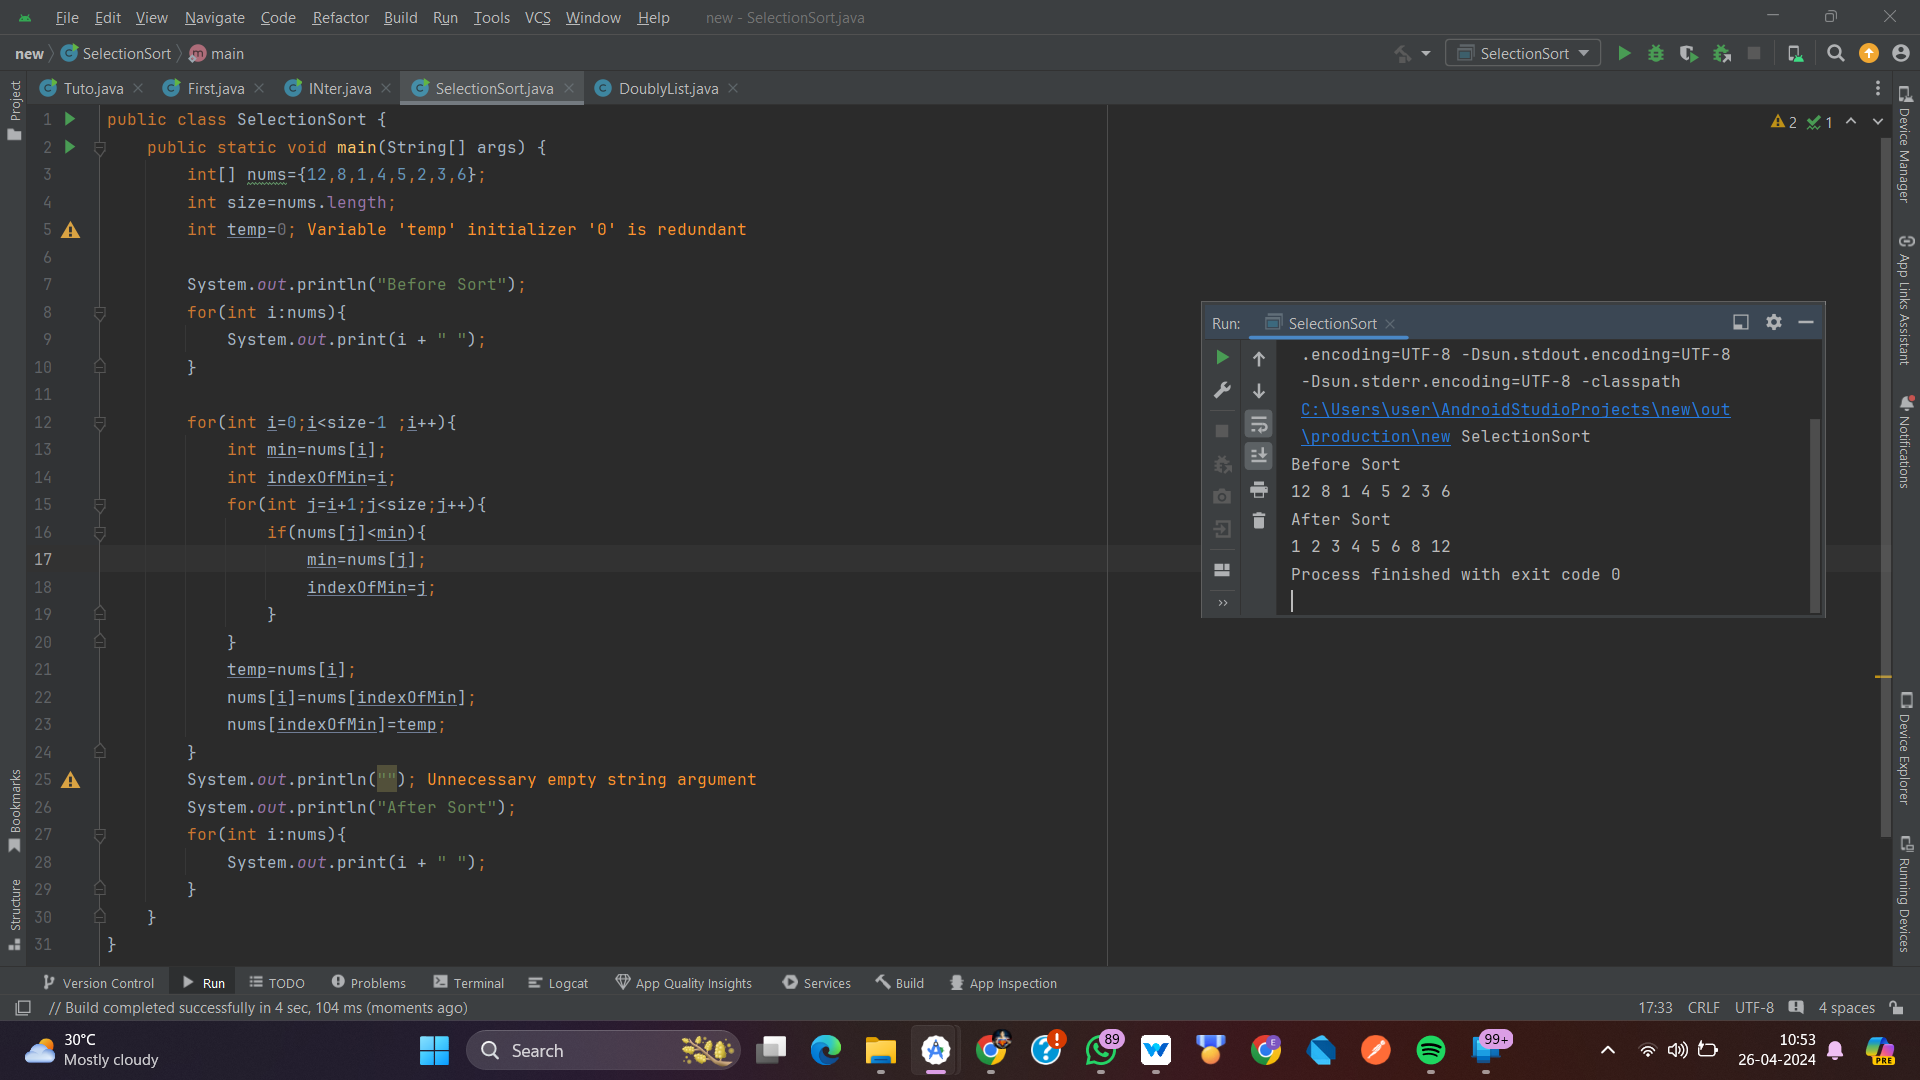 File Edit View Navigate Code Refactor Build Run Tools VCS Window Help new - SelectionSort.java
new SelectionSort main SelectionSort
Tuto.java First.java INter.java SelectionSort.java DoublyList.java
2 1
1 public class SelectionSort {
2 public static void main(String[] args) {
3 int[] nums={12,8,1,4,5,2,3,6};
4 int size=nums.length;
5 int temp=0; Variable 'temp' initializer '0' is redundant
6
7 System.out.println("Before Sort");
8 for(int i:nums){
9 System.out.print(i + " ");
10 }
11
12 for(int i=0;i<size-1 ;i++){
13 int min=nums[i];
14 int indexOfMin=i;
15 for(int j=i+1;j<size;j++){
16 if(nums[j]<min){
17 min=nums[j];
18 indexOfMin=j;
19 }
20 }
21 temp=nums[i];
22 nums[i]=nums[indexOfMin];
23 nums[indexOfMin]=temp;
24 }
25 System.out.println(""); Unnecessary empty string argument
26 System.out.println("After Sort");
27 for(int i:nums){
28 System.out.print(i + " ");
29 }
30 }
31 }
Run: SelectionSort
.encoding=UTF-8 -Dsun.stdout.encoding=UTF-8
-Dsun.stderr.encoding=UTF-8 -classpath
C:\Users\user\AndroidStudioProjects\new\out
\production\new SelectionSort
Before Sort
12 8 1 4 5 2 3 6
After Sort
1 2 3 4 5 6 8 12
Process finished with exit code 0
Project
Bookmarks
Structure
Device Manager
App Links Assistant
Notifications
Device Explorer
Running Devices
Version Control Run TODO Problems Terminal Logcat App Quality Insights Services Build App Inspection
// Build completed successfully in 4 sec, 104 ms (moments ago) 17:33 CRLF UTF-8 4 spaces
30°C
Mostly cloudy
Search
89
E
99+
10:53
26-04-2024
PRE